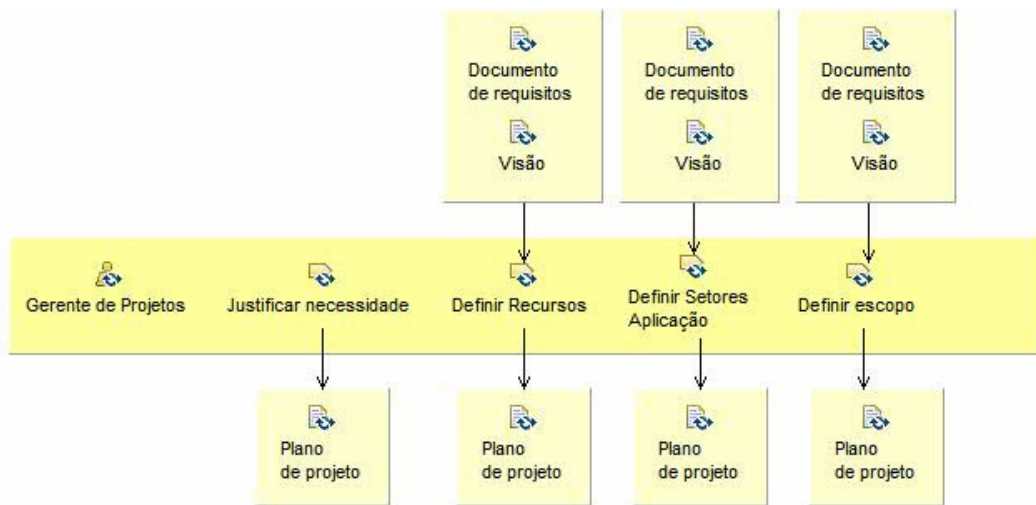 Documento
de requisitos
Visão
Documento
de requisitos
Visão
Documento
de requisitos
Visão
Gerente de Projetos
Justificar necessidade
Definir Recursos
Definir Setores
Aplicação
Definir escopo
Plano
de projeto
Plano
de projeto
Plano
de projeto
Plano
de projeto